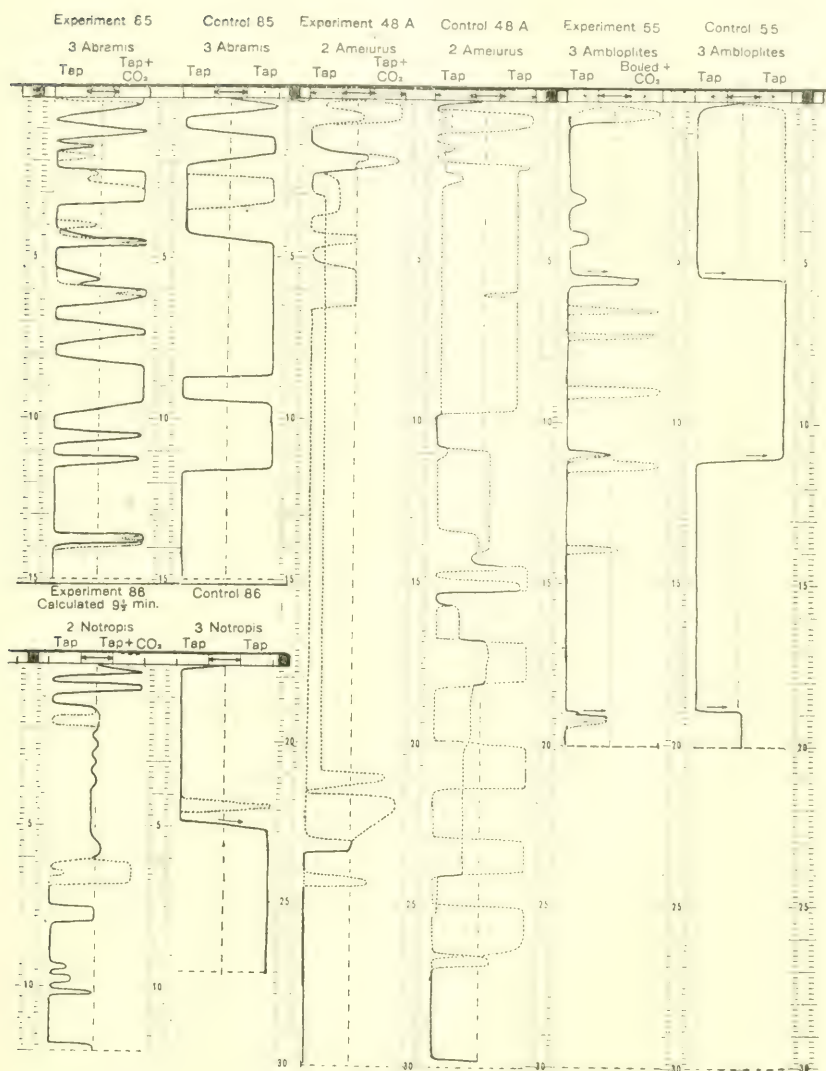 Experiment 85 Control 85 Experiment 48 A Control 48 A Experiment 55 Control 55
3 Abramis 3 Abramis 2 Ameiurus 2 Ameiurus 3 Ambloplites 3 Ambloplites
Tap Tap + CO₂ Tap Tap Tap Tap + CO₂ Tap Tap Tap Boiled + CO₂ Tap Tap
5 5 5 5 5 5
10 10 10 10 10 10
15 15 15 15 15 15
Experiment 86 Control 86
Calculated 9½ min.
2 Notropis 3 Notropis
Tap Tap + CO₂ Tap Tap
20 20 20 20 20
5 5
25 25 25 25 25
10 10
30 30 30 30 30